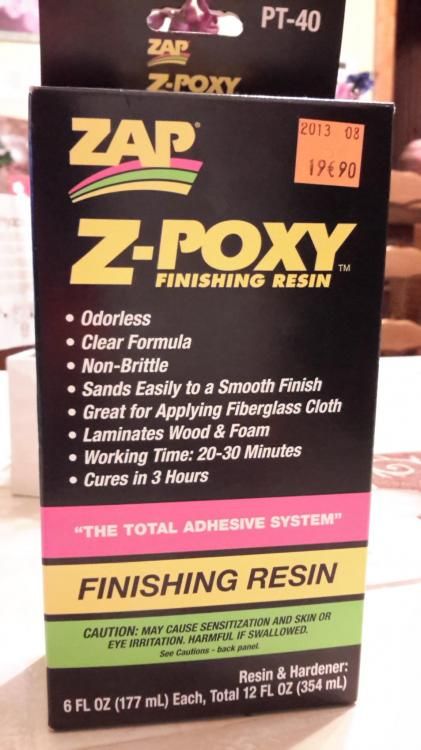 PT-40
ZAP
Z-POXY
ZAP®
2013 08
19€90
Z-POXY™
FINISHING RESIN
• Odorless
• Clear Formula
• Non-Brittle
• Sands Easily to a Smooth Finish
• Great for Applying Fiberglass Cloth
• Laminates Wood & Foam
• Working Time: 20-30 Minutes
• Cures in 3 Hours
"THE TOTAL ADHESIVE SYSTEM"
FINISHING RESIN
CAUTION: MAY CAUSE SENSITIZATION AND SKIN OR
EYE IRRITATION. HARMFUL IF SWALLOWED.
See Cautions - back panel.
Resin & Hardener:
6 FL OZ (177 mL) Each, Total 12 FL OZ (354 mL)